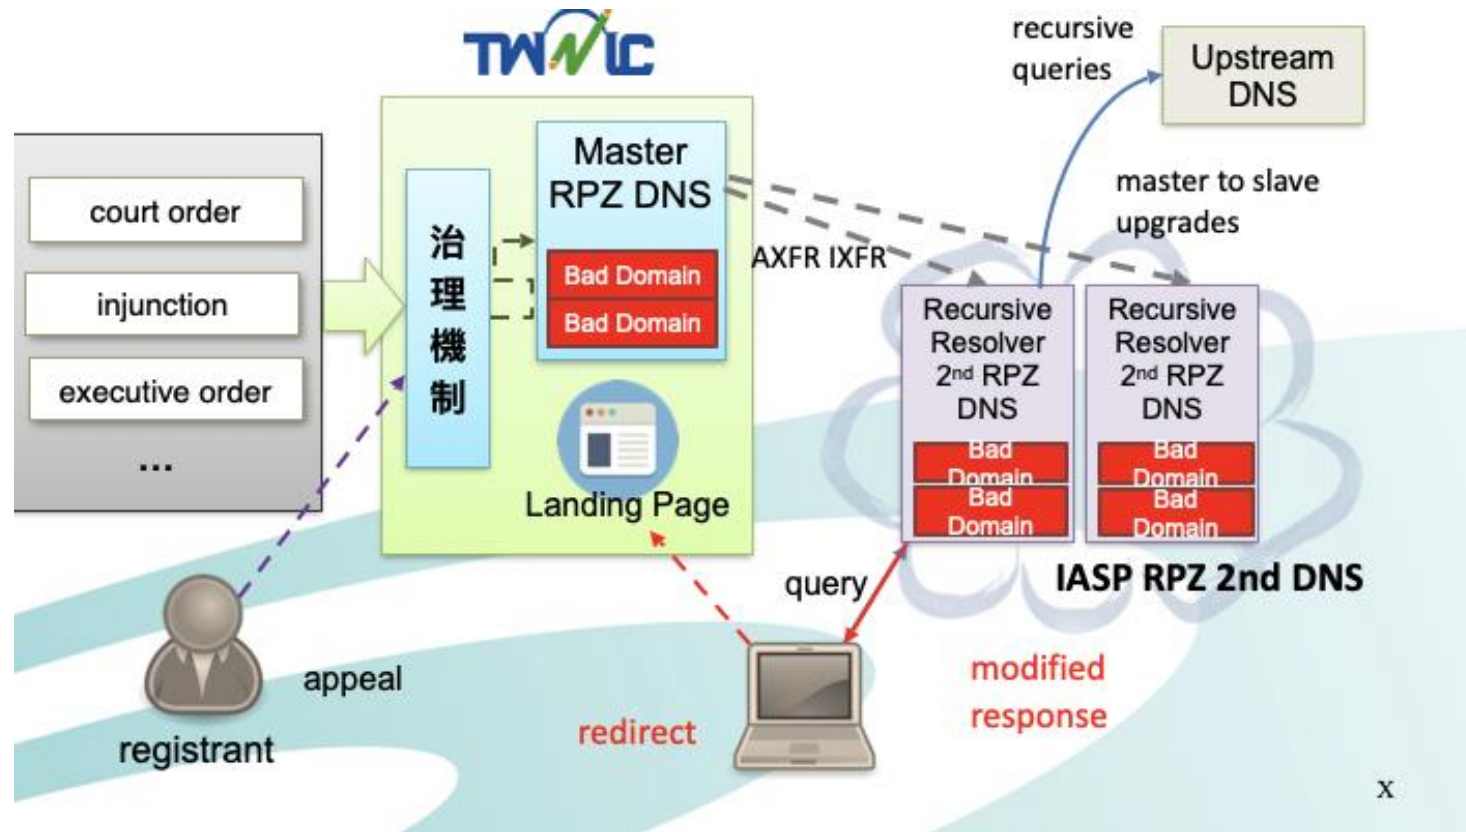 TWNIC
recursive
queries
Upstream
DNS
court order
injunction
executive order
...
治
理
機
制
Master
RPZ DNS
Bad Domain
Bad Domain
Landing Page
AXFR IXFR
master to slave
upgrades
Recursive
Resolver
2nd RPZ
DNS
Bad
Domain
Bad
Domain
Recursive
Resolver
2nd RPZ
DNS
Bad
Domain
Bad
Domain
IASP RPZ 2nd DNS
query
modified
response
redirect
appeal
registrant
x